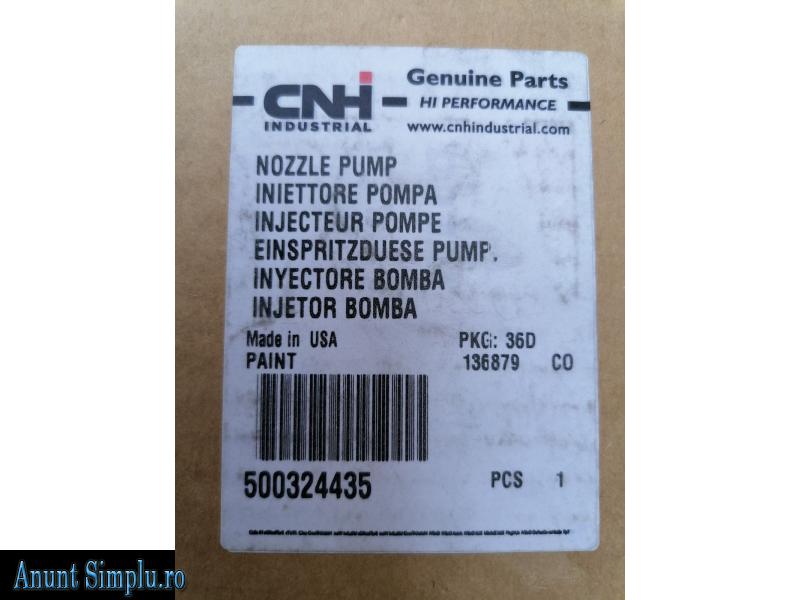 CNH
INDUSTRIAL
Genuine Parts
HI PERFORMANCE
www.cnhindustrial.com
NOZZLE PUMP
INIETTORE POMPA
INJECTEUR POMPE
EINSPRITZDUESE PUMP.
INYECTORE BOMBA
INJETOR BOMBA
Made in USA PKG: 36D
PAINT 136879 CO
500324435 PCS 1
Anunt Simplu.ro